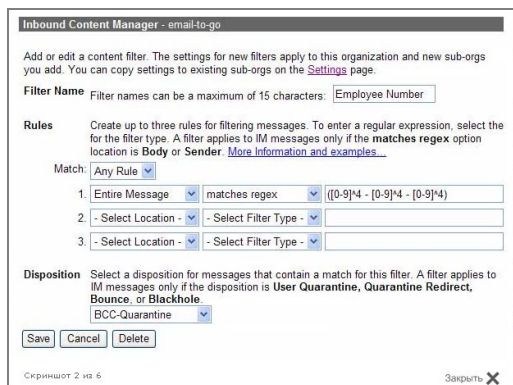 Inbound Content Manager - email-to-go
Add or edit a content filter. The settings for new filters apply to this organization and new sub-orgs
you add. You can copy settings to existing sub-orgs on the Settings page.
Filter Name Filter names can be a maximum of 15 characters: Employee Number
Rules Create up to three rules for filtering messages. To enter a regular expression, select the
for the filter type. A filter applies to IM messages only if the matches regex option
location is Body or Sender. More Information and examples...
Match: Any Rule
1. Entire Message matches regex ([0-9]^4 - [0-9]^4 - [0-9]^4)
2. - Select Location - - Select Filter Type -
3. - Select Location - - Select Filter Type -
Disposition Select a disposition for messages that contain a match for this filter. A filter applies to
IM messages only if the disposition is User Quarantine, Quarantine Redirect,
Bounce, or Blackhole.
BCC-Quarantine
Save Cancel Delete
Скриншот 2 из 6 Закрыть